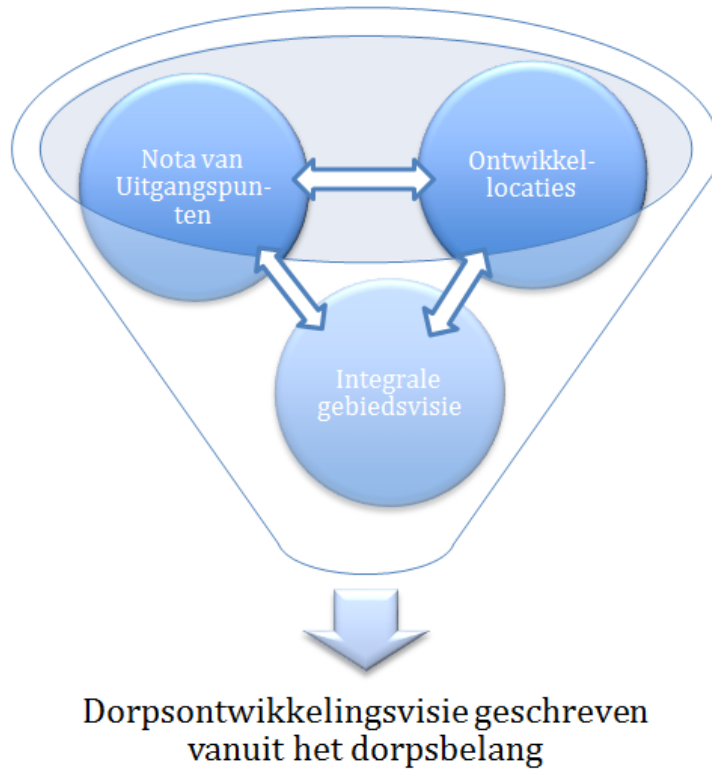 Nota van
Uitgangspun-
ten
Ontwikkel-
locaties
Integrale
gebiedsvisie
Dorpsontwikkelingsvisie geschreven
vanuit het dorpsbelang